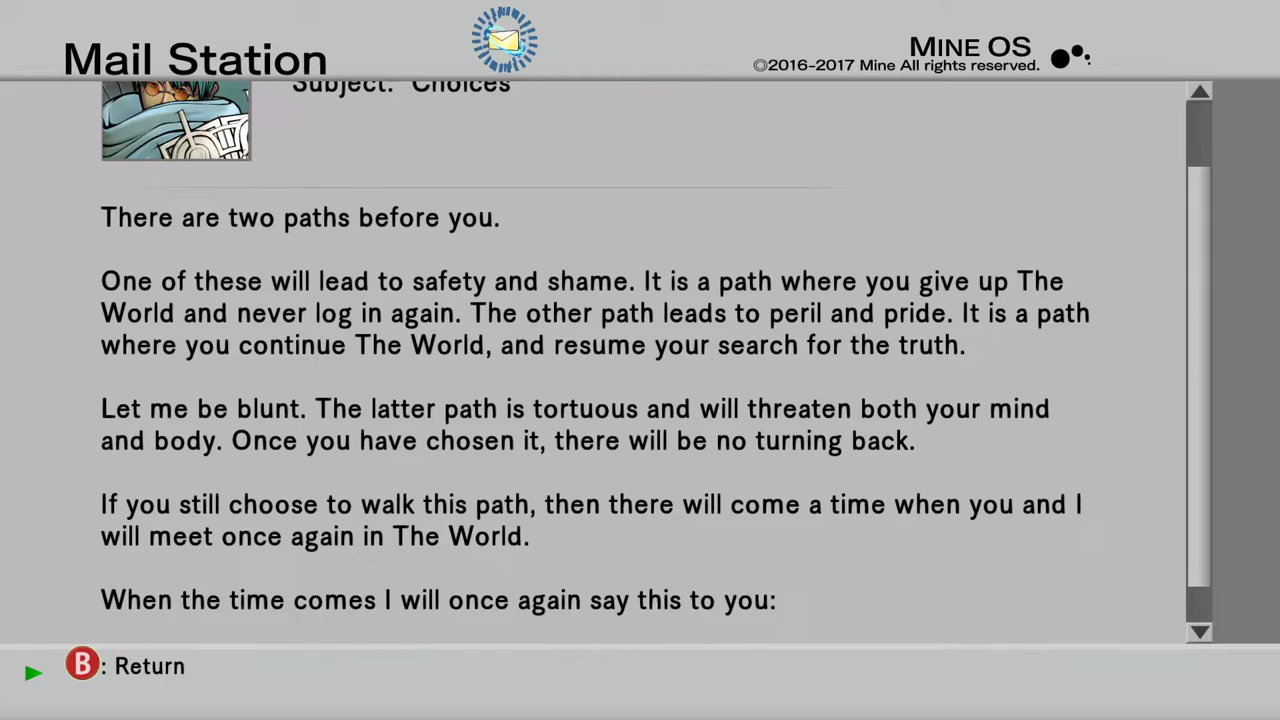 Mail Station
MINE OS
©2016-2017 Mine All rights reserved.
Subject: Choices
There are two paths before you.
One of these will lead to safety and shame. It is a path where you give up The
World and never log in again. The other path leads to peril and pride. It is a path
where you continue The World, and resume your search for the truth.
Let me be blunt. The latter path is tortuous and will threaten both your mind
and body. Once you have chosen it, there will be no turning back.
If you still choose to walk this path, then there will come a time when you and I
will meet once again in The World.
When the time comes I will once again say this to you:
B: Return